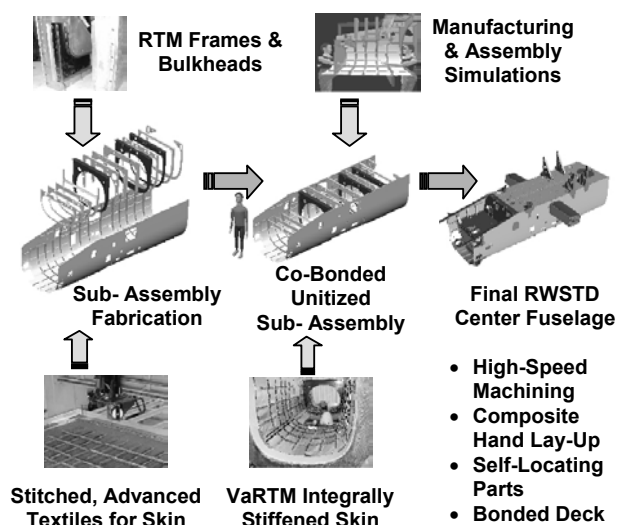 RTM Frames &
Bulkheads
Manufacturing
& Assembly
Simulations
Sub- Assembly
Fabrication
Co-Bonded
Unitized
Sub- Assembly
Final RWSTD
Center Fuselage
• High-Speed
Machining
• Composite
Hand Lay-Up
• Self-Locating
Parts
• Bonded Deck
Stitched, Advanced
Textiles for Skin
VaRTM Integrally
Stiffened Skin